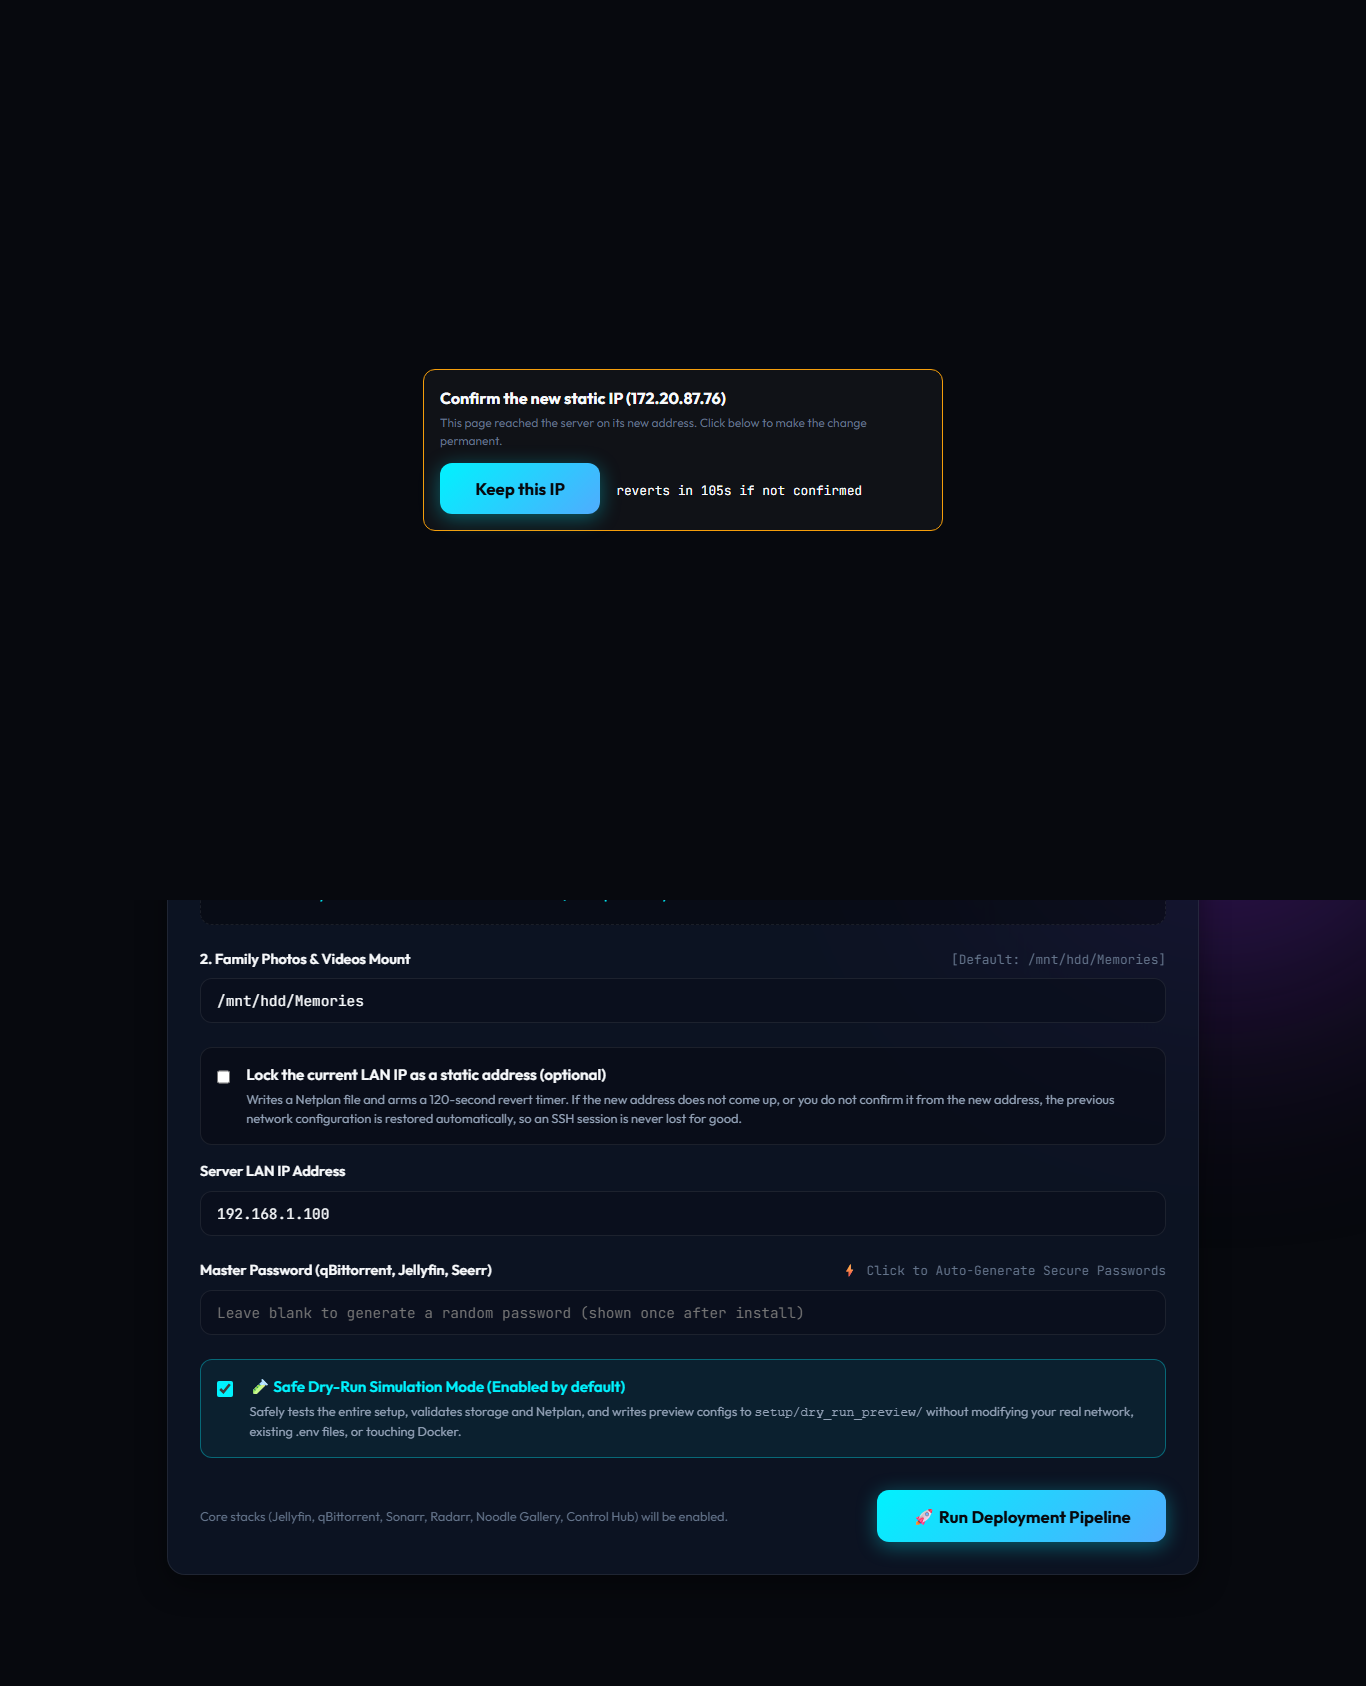 Confirm the new static IP (172.20.87.76)
This page reached the server on its new address. Click below to make the change
permanent.
Keep this IP
reverts in 105s if not confirmed
2. Family Photos & Videos Mount
[Default: /mnt/hdd/Memories]
/mnt/hdd/Memories
Lock the current LAN IP as a static address (optional)
Writes a Netplan file and arms a 120-second revert timer. If the new address does not come up, or you do not confirm it from the new address, the previous
network configuration is restored automatically, so an SSH session is never lost for good.
Server LAN IP Address
192.168.1.100
Master Password (qBittorrent, Jellyfin, Seerr)
Click to Auto-Generate Secure Passwords
Leave blank to generate a random password (shown once after install)
Safe Dry-Run Simulation Mode (Enabled by default)
Safely tests the entire setup, validates storage and Netplan, and writes preview configs to setup/dry_run_preview/ without modifying your real network,
existing .env files, or touching Docker.
Core stacks (Jellyfin, qBittorrent, Sonarr, Radarr, Noodle Gallery, Control Hub) will be enabled.
🚀 Run Deployment Pipeline